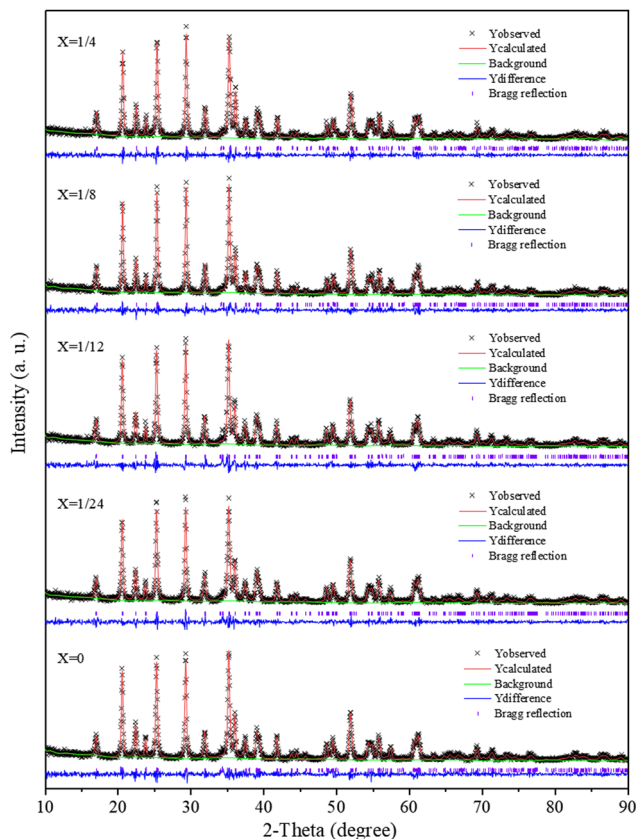 X=1/4
Yobserved
Ycalculated
Background
Ydifference
Bragg reflection
X=1/8
Yobserved
Ycalculated
Background
Ydifference
Bragg reflection
X=1/12
Yobserved
Ycalculated
Background
Ydifference
Bragg reflection
X=1/24
Yobserved
Ycalculated
Background
Ydifference
Bragg reflection
X=0
Yobserved
Ycalculated
Background
Ydifference
Bragg reflection
Intensity (a. u.)
10 20 30 40 50 60 70 80 90
2-Theta (degree)